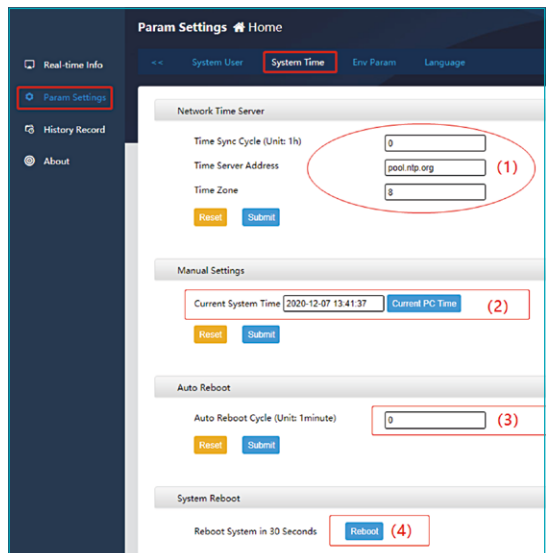 Param Settings Home
Real-time Info
Param Settings
History Record
About
<< System User System Time Env Param Language
Network Time Server
Time Sync Cycle (Unit: 1h) 0
Time Server Address pool.ntp.org (1)
Time Zone 8
Reset Submit
Manual Settings
Current System Time 2020-12-07 13:41:37 Current PC Time (2)
Reset Submit
Auto Reboot
Auto Reboot Cycle (Unit: 1minute) 0 (3)
Reset Submit
System Reboot
Reboot System in 30 Seconds Reboot (4)